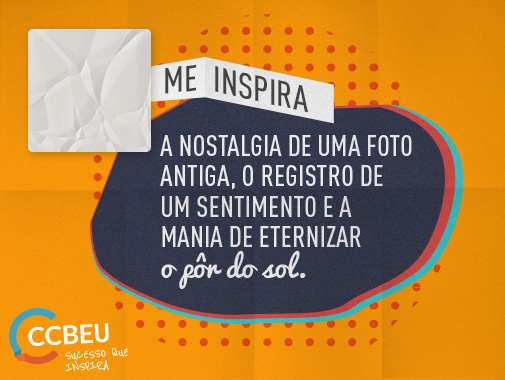 ME INSPIRA
A NOSTALGIA DE UMA FOTO
ANTIGA, O REGISTRO DE
UM SENTIMENTO E A
MANIA DE ETERNIZAR
o pôr do sol.
CCBEU
SUCESSO QUE
INSPIRA